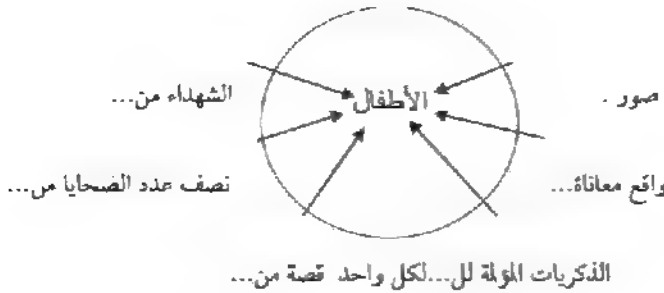 الأطفال
صور .
الشهداء من...
واقع معاناة...
نصف عدد الضحايا من...
الذكريات المؤلمة لل...لكل واحد قصة من...